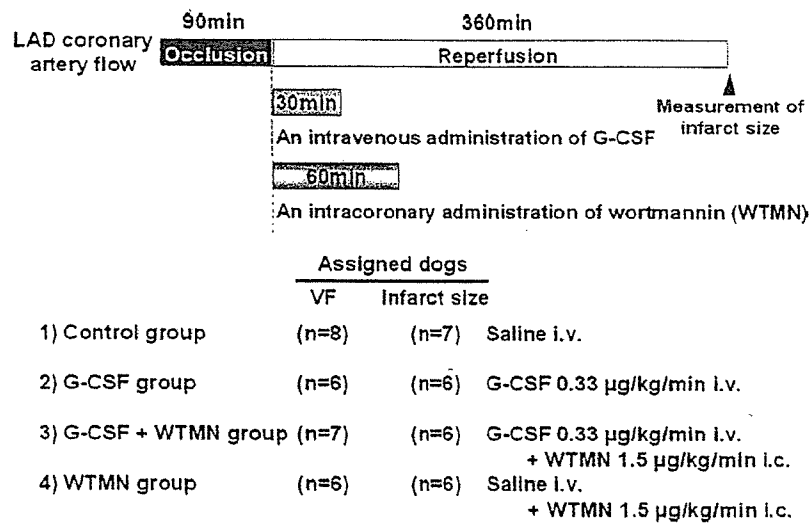 90min 360min
LAD coronary
artery flow
Occlusion Reperfusion
30min
Measurement of
infarct size
An intravenous administration of G-CSF
60min
An intracoronary administration of wortmannin (WTMN)
Assigned dogs
VF Infarct size
1) Control group (n=8) (n=7) Saline i.v.
2) G-CSF group (n=6) (n=6) G-CSF 0.33 µg/kg/min i.v.
3) G-CSF + WTMN group (n=7) (n=6) G-CSF 0.33 µg/kg/min i.v.
+ WTMN 1.5 µg/kg/min i.c.
4) WTMN group (n=6) (n=6) Saline i.v.
+ WTMN 1.5 µg/kg/min i.c.